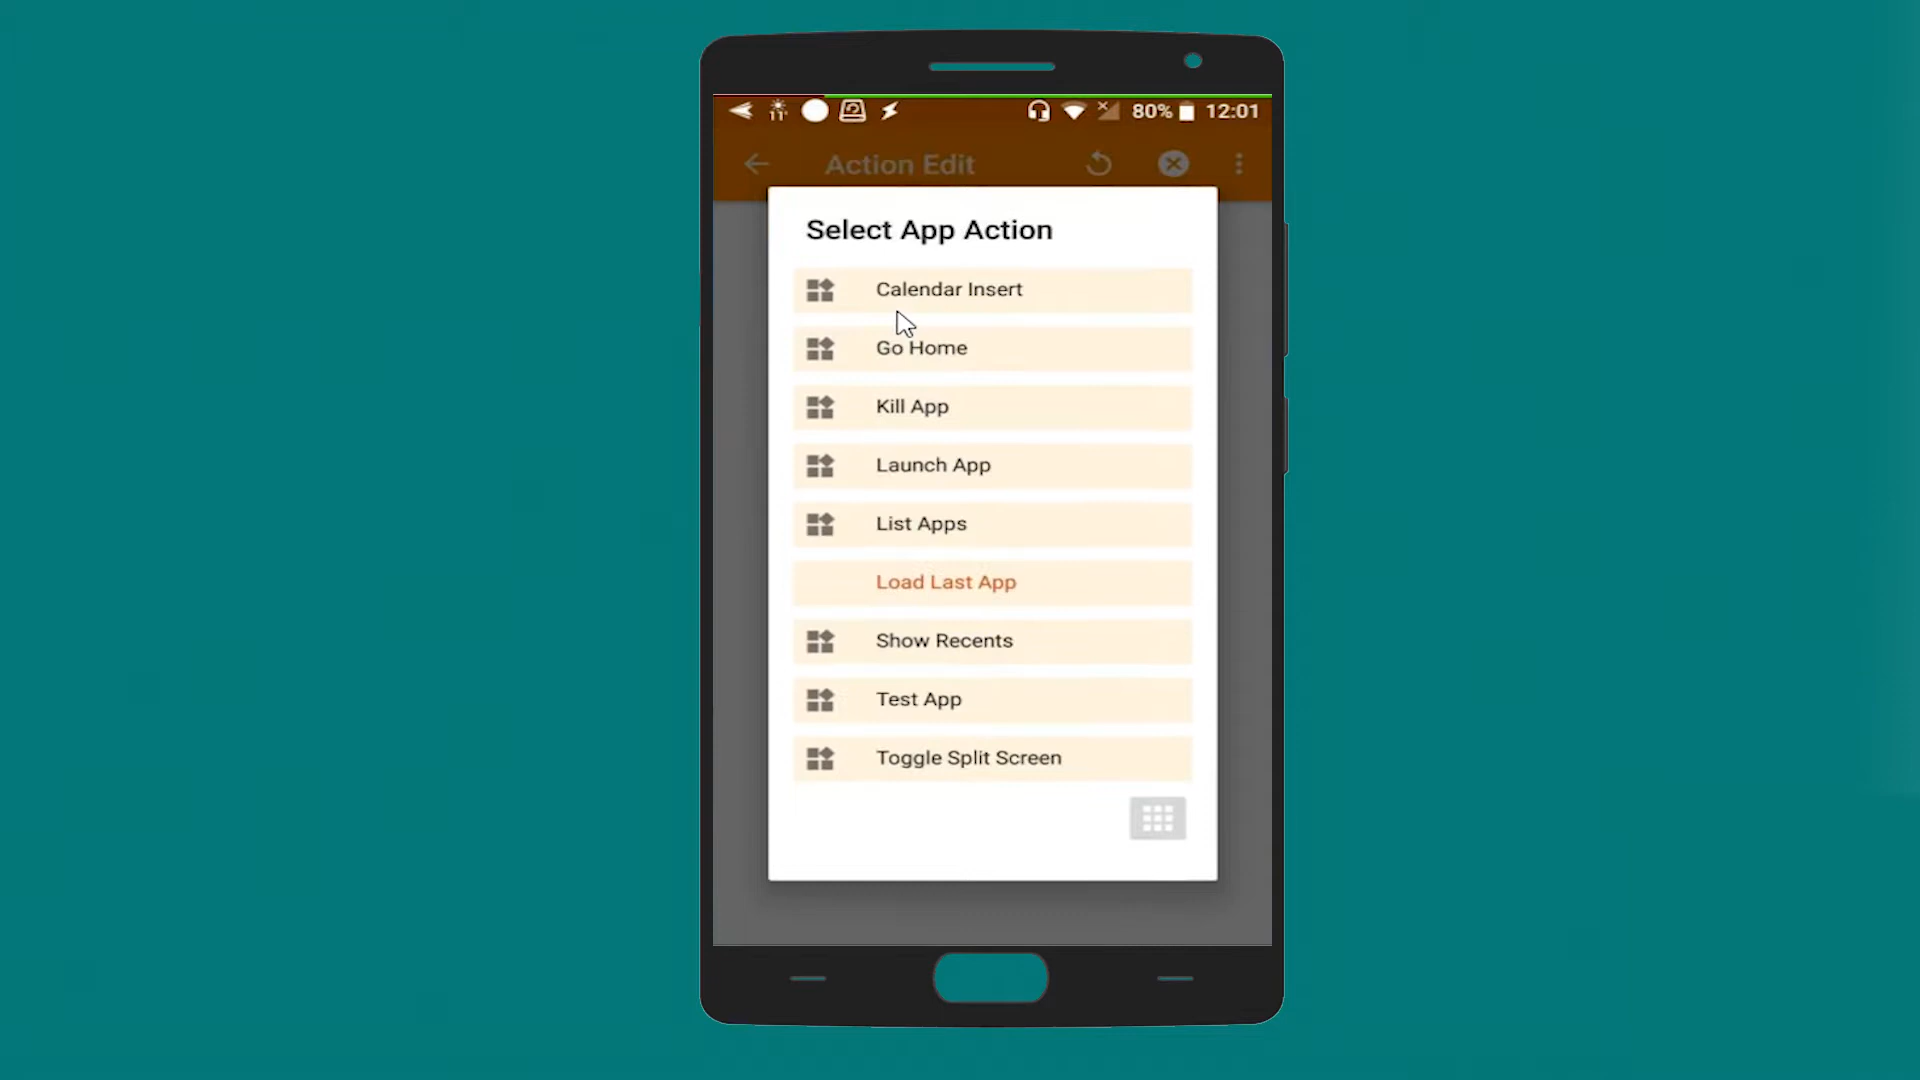 11°
80% 12:01
Action Edit
Select App Action
Calendar Insert
Go Home
Kill App
Launch App
List Apps
Load Last App
Show Recents
Test App
Toggle Split Screen